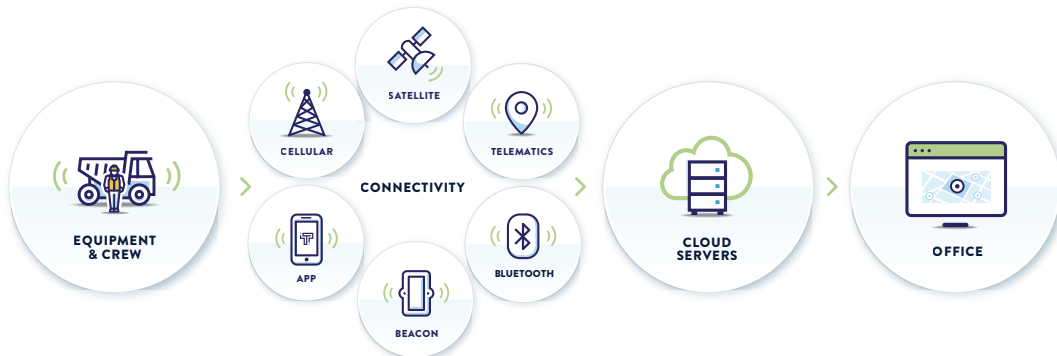 EQUIPMENT
& CREW
SATELLITE
CELLULAR
TELEMATICS
CONNECTIVITY
APP
BLUETOOTH
BEACON
CLOUD
SERVERS
OFFICE